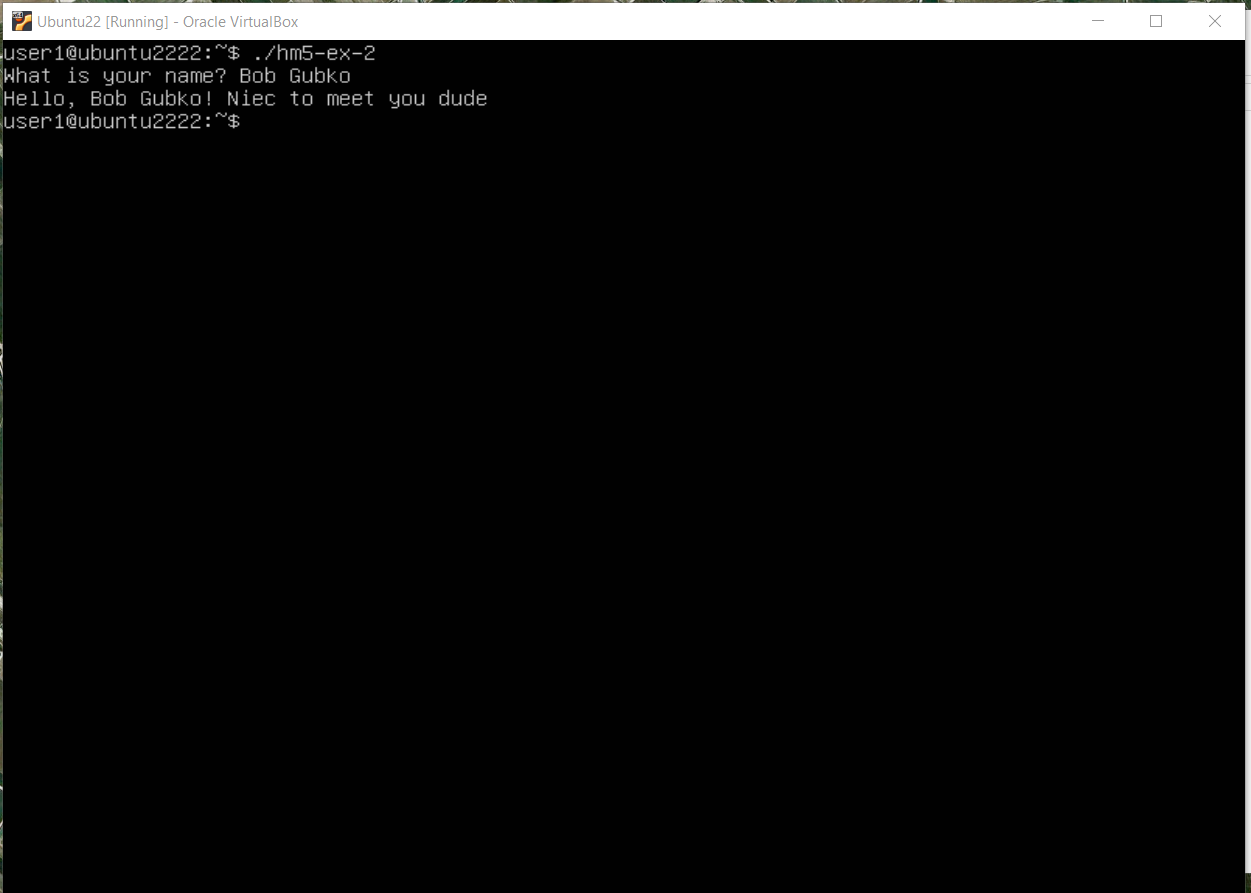 Ubuntu22 [Running] - Oracle VirtualBox
user1@ubuntu2222:~$ ./hm5-ex-2
What is your name? Bob Gubko
Hello, Bob Gubko! Niec to meet you dude
user1@ubuntu2222:~$